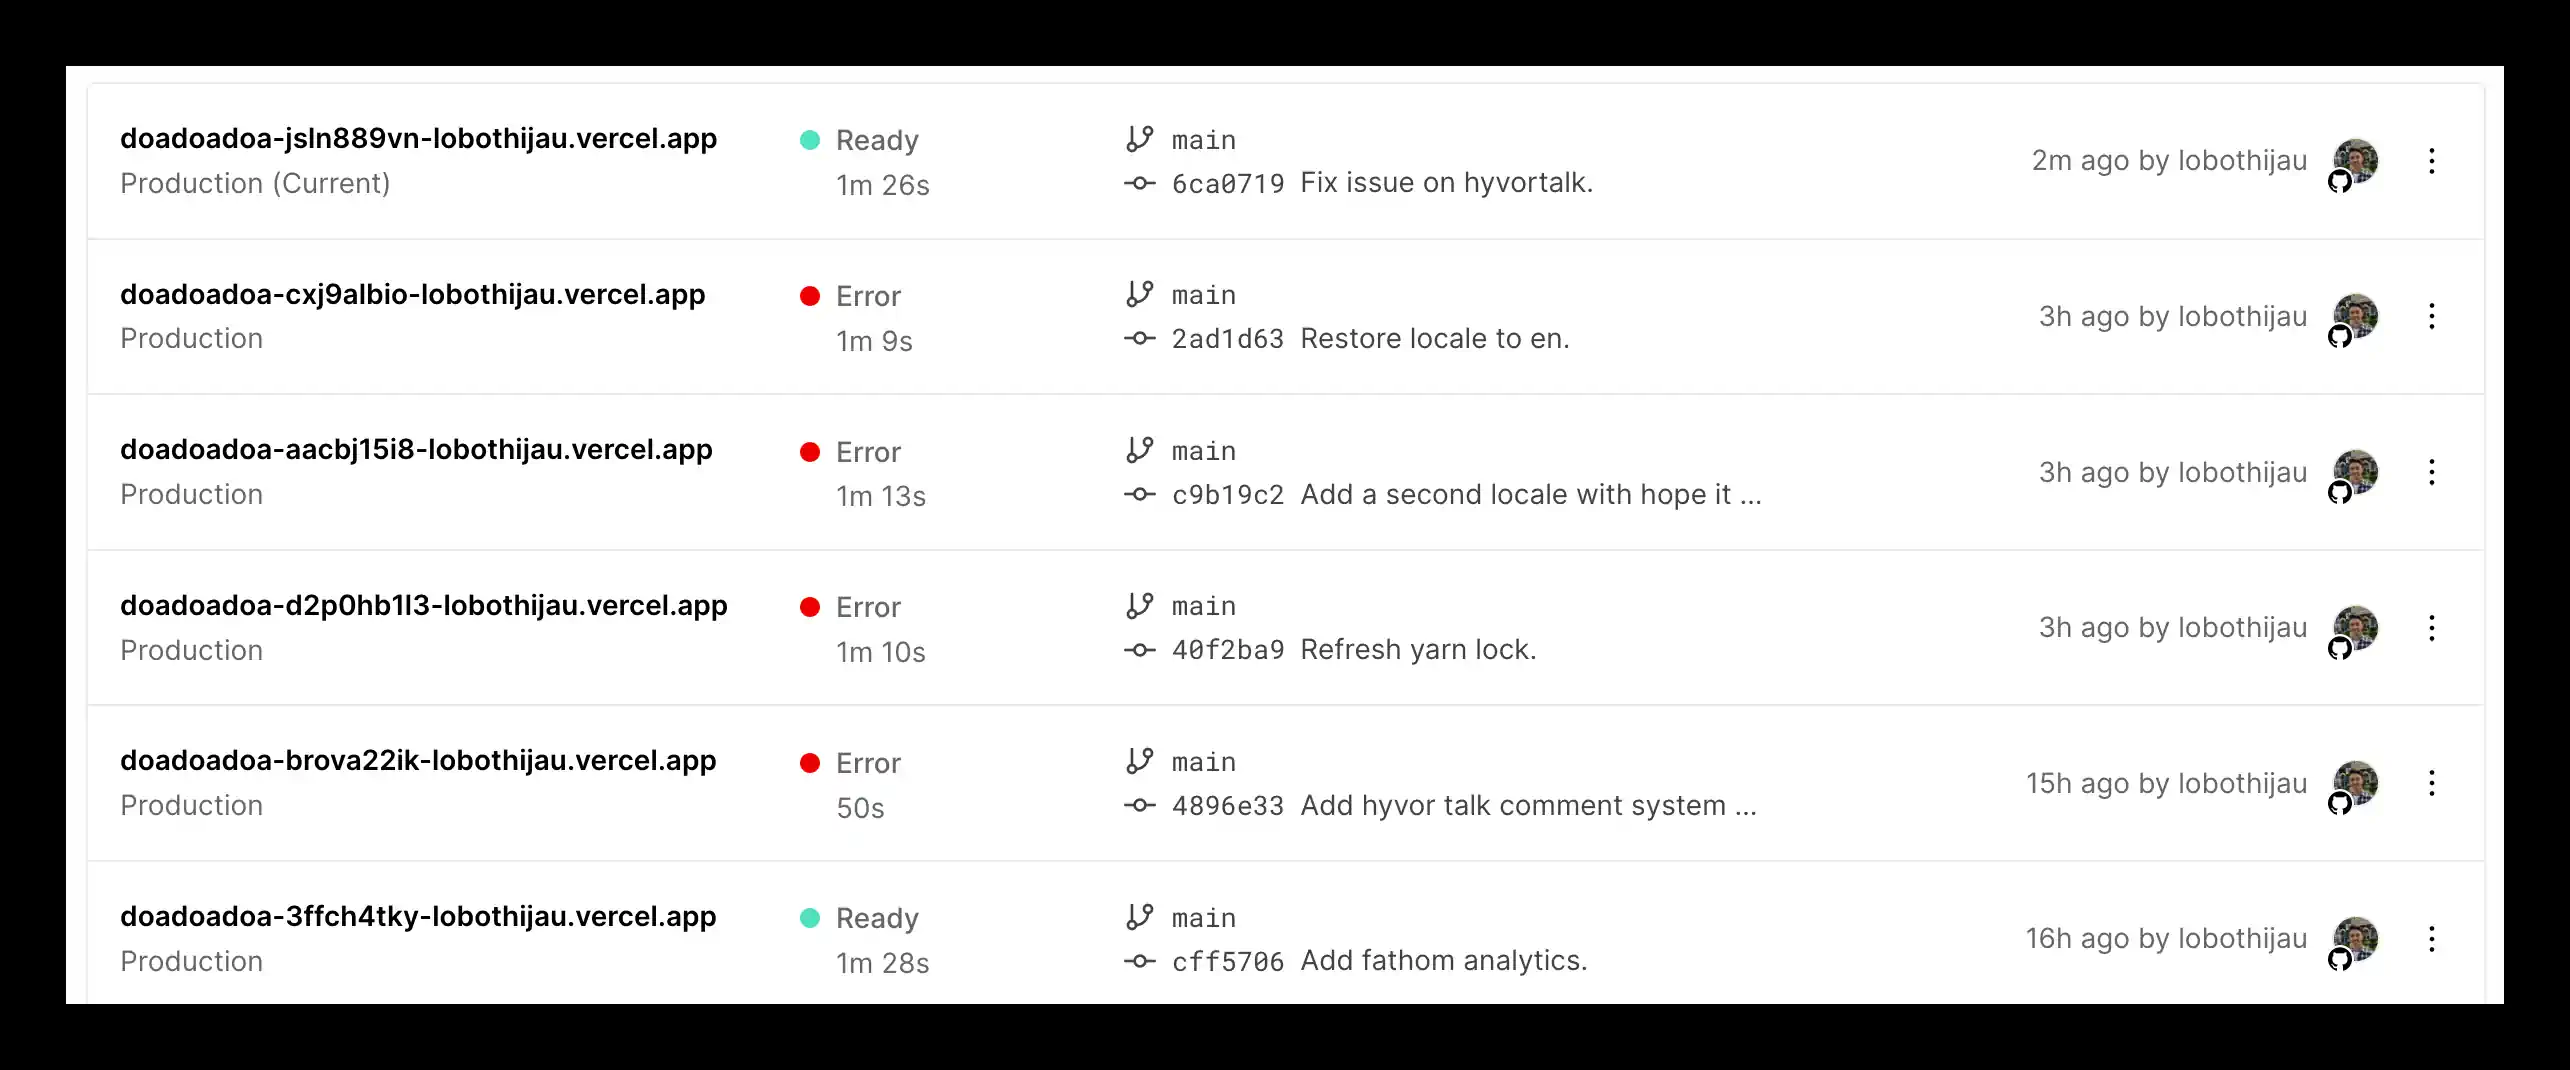 doadoadoa-jsln889vn-lobothijau.vercel.app
Production (Current)
Ready
1m 26s
main
6ca0719 Fix issue on hyvortalk.
2m ago by lobothijau
doadoadoa-cxj9albio-lobothijau.vercel.app
Production
Error
1m 9s
main
2ad1d63 Restore locale to en.
3h ago by lobothijau
doadoadoa-aacbj15i8-lobothijau.vercel.app
Production
Error
1m 13s
main
c9b19c2 Add a second locale with hope it ...
3h ago by lobothijau
doadoadoa-d2p0hb1l3-lobothijau.vercel.app
Production
Error
1m 10s
main
40f2ba9 Refresh yarn lock.
3h ago by lobothijau
doadoadoa-brova22ik-lobothijau.vercel.app
Production
Error
50s
main
4896e33 Add hyvor talk comment system ...
15h ago by lobothijau
doadoadoa-3ffch4tky-lobothijau.vercel.app
Production
Ready
1m 28s
main
cff5706 Add fathom analytics.
16h ago by lobothijau